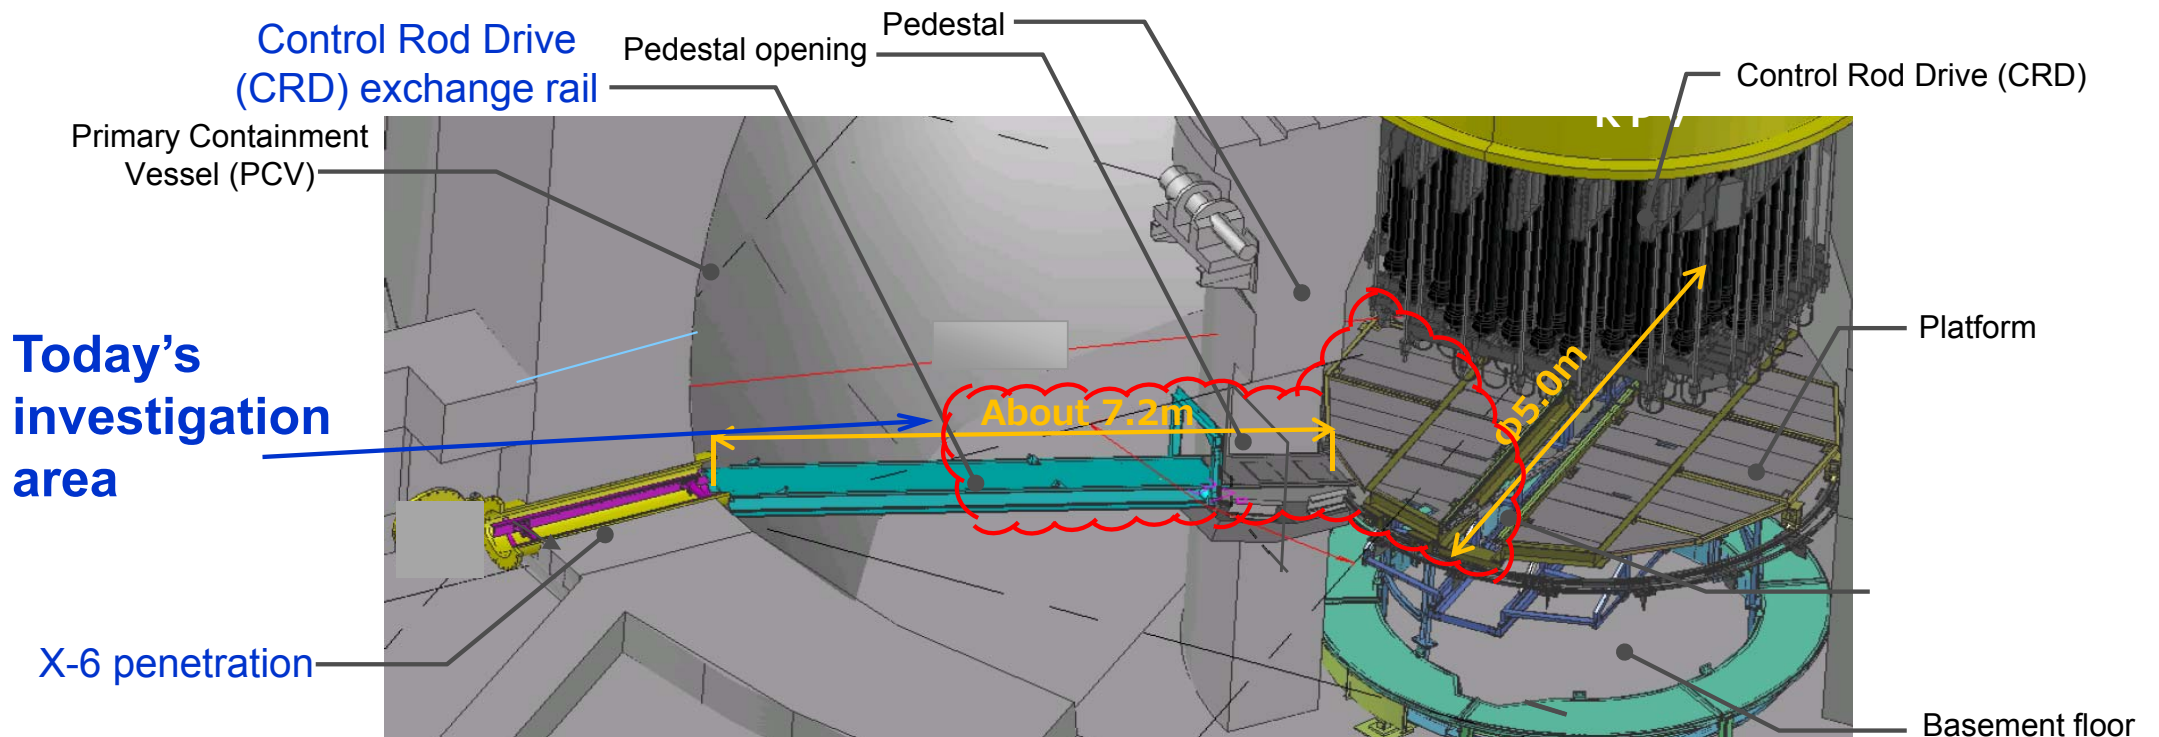 Pedestal
Control Rod Drive
(CRD) exchange rail
Pedestal opening
Control Rod Drive (CRD)
Primary Containment
Vessel (PCV)
Today's
investigation
area
Platform
About 7.2m
Φ5.0m
X-6 penetration
Basement floor